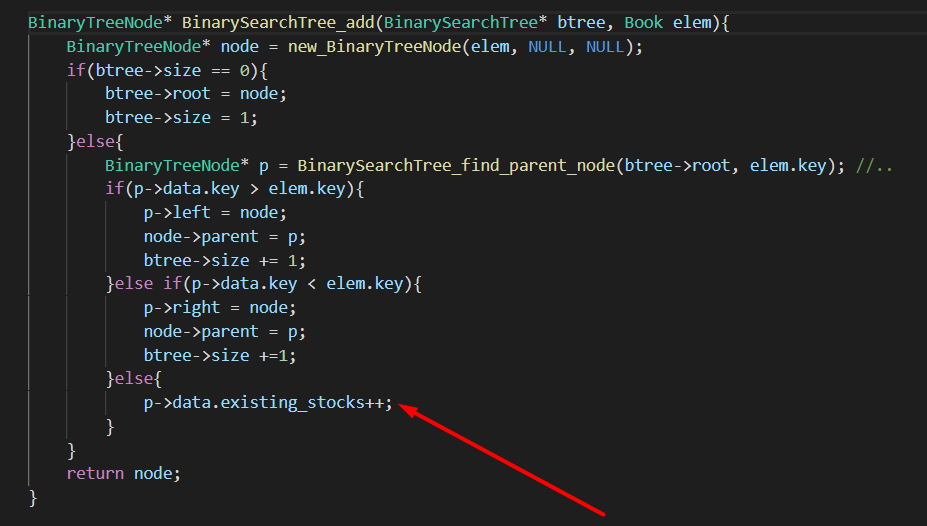 BinaryTreeNode* BinarySearchTree_add(BinarySearchTree* btree, Book elem){
    BinaryTreeNode* node = new_BinaryTreeNode(elem, NULL, NULL);
    if(btree->size == 0){
        btree->root = node;
        btree->size = 1;
    }else{
        BinaryTreeNode* p = BinarySearchTree_find_parent_node(btree->root, elem.key); //..
        if(p->data.key > elem.key){
            p->left = node;
            node->parent = p;
            btree->size += 1;
        }else if(p->data.key < elem.key){
            p->right = node;
            node->parent = p;
            btree->size +=1;
        }else{
            p->data.existing_stocks++;
        }
    }
    return node;
}